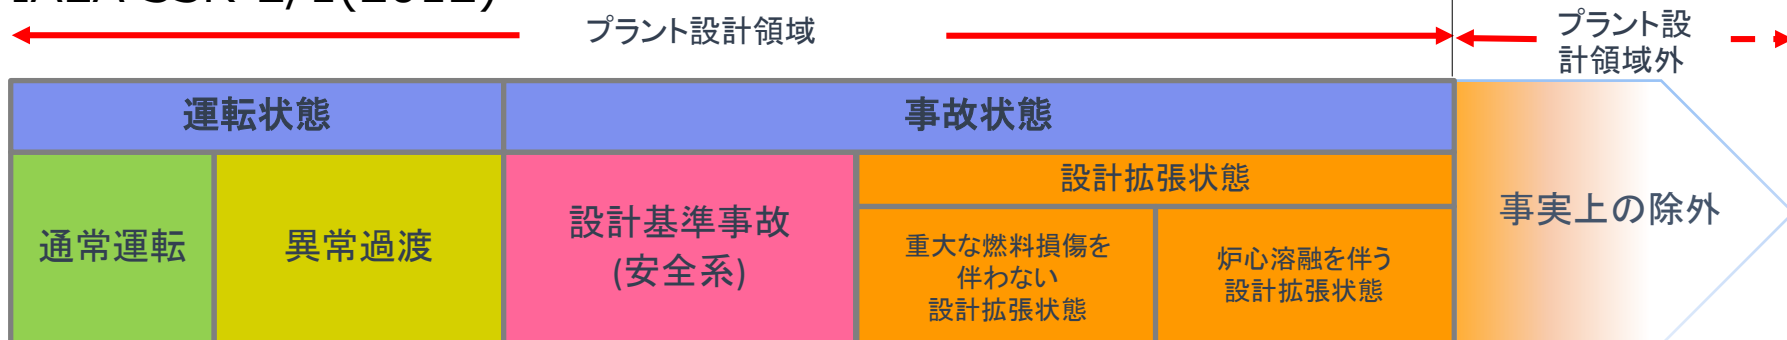 プラント設計領域
プラント設
計領域外
運転状態
事故状態
通常運転
異常過渡
設計基準事故
(安全系)
設計拡張状態
重大な燃料損傷を
伴わない
設計拡張状態
炉心溶融を伴う
設計拡張状態
事実上の除外